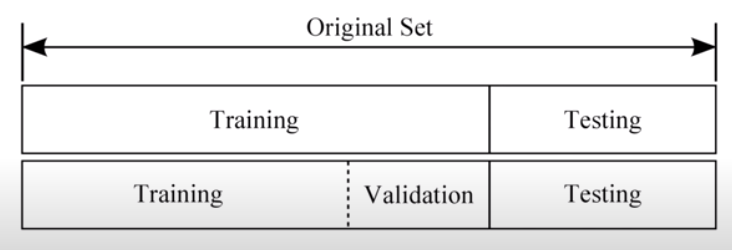 Original Set
Training Testing
Training Validation Testing